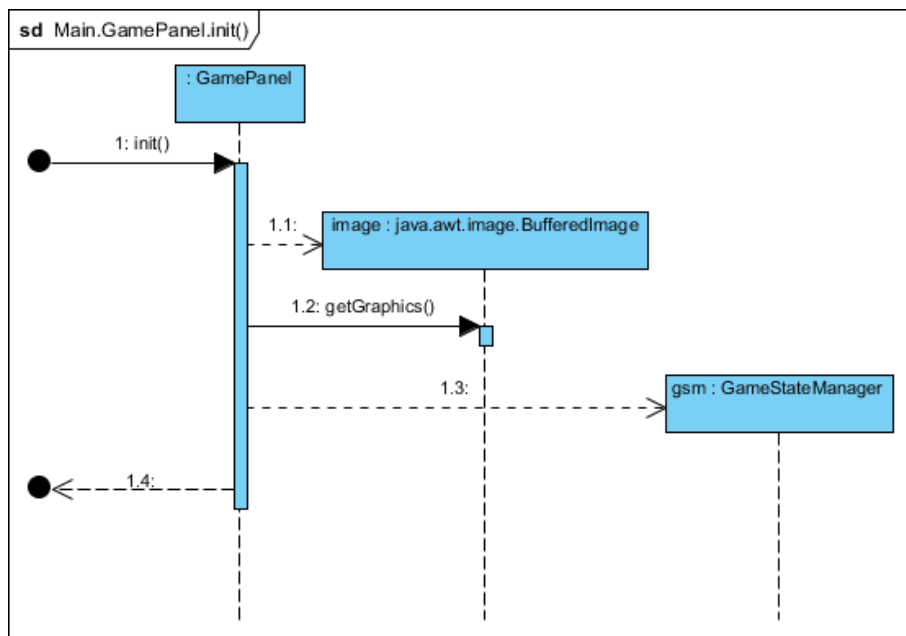 sd Main.GamePanel.init()
: GamePanel
1: init()
1.1:
image : java.awt.image.BufferedImage
1.2: getGraphics()
1.3:
gsm : GameStateManager
1.4: